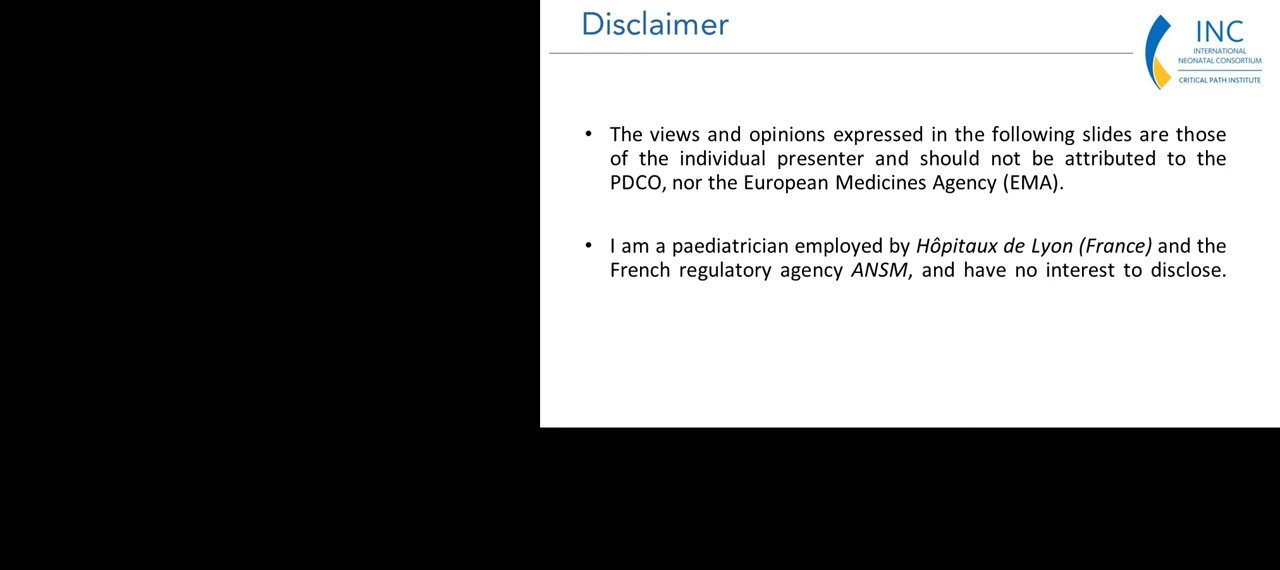 Disclaimer
INC
INTERNATIONAL
NEONATAL CONSORTIUM
CRITICAL PATH INSTITUTE
• The views and opinions expressed in the following slides are those
of the individual presenter and should not be attributed to the
PDCO, nor the European Medicines Agency (EMA).
• I am a paediatrician employed by Hôpitaux de Lyon (France) and the
French regulatory agency ANSM, and have no interest to disclose.